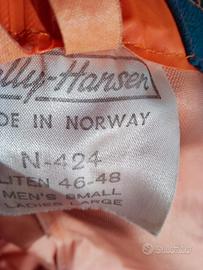 lly-Hansen
DE IN NORWAY
N-424
LITEN 46-48
MEN'S SMALL
LADIES LARGE